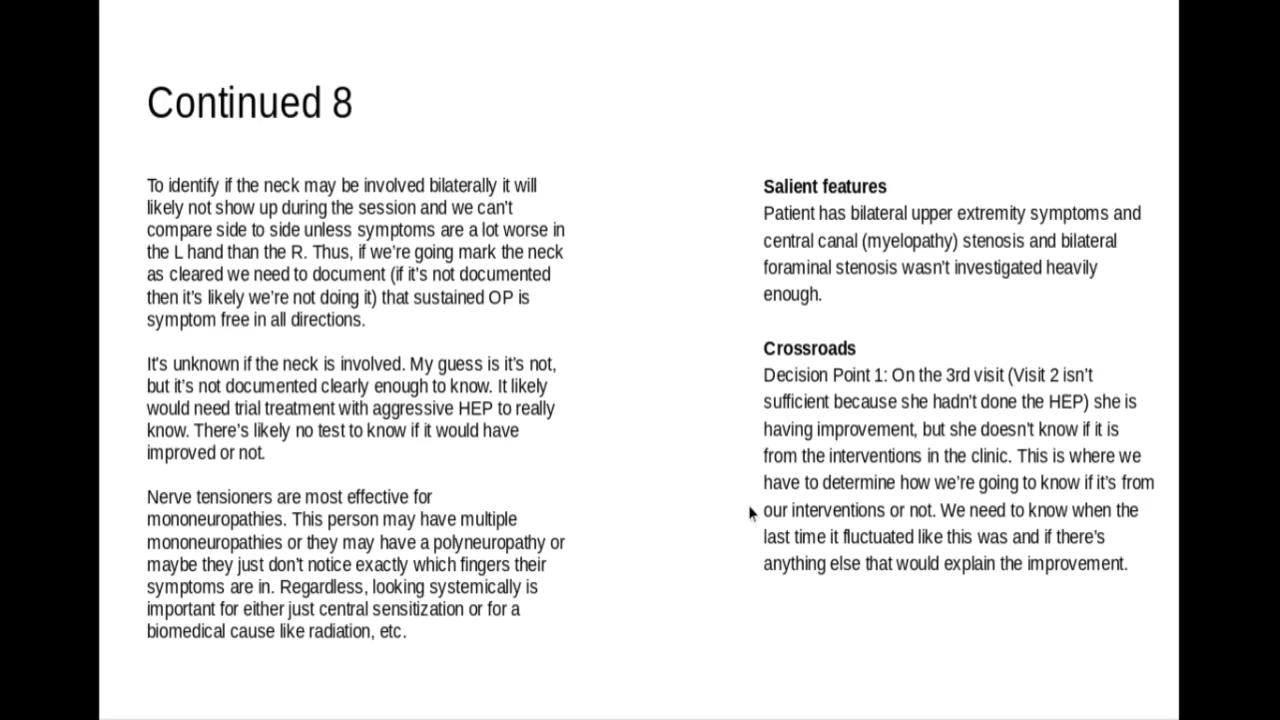 Continued 8
To identify if the neck may be involved bilaterally it will
likely not show up during the session and we can't
compare side to side unless symptoms are a lot worse in
the L hand than the R. Thus, if we're going mark the neck
as cleared we need to document (if it's not documented
then it's likely we're not doing it) that sustained OP is
symptom free in all directions.
It's unknown if the neck is involved. My guess is it's not,
but it's not documented clearly enough to know. It likely
would need trial treatment with aggressive HEP to really
know. There's likely no test to know if it would have
improved or not.
Nerve tensioners are most effective for
mononeuropathies. This person may have multiple
mononeuropathies or they may have a polyneuropathy or
maybe they just don't notice exactly which fingers their
symptoms are in. Regardless, looking systemically is
important for either just central sensitization or for a
biomedical cause like radiation, etc.
Salient features
Patient has bilateral upper extremity symptoms and
central canal (myelopathy) stenosis and bilateral
foraminal stenosis wasn't investigated heavily
enough.
Crossroads
Decision Point 1: On the 3rd visit (Visit 2 isn't
sufficient because she hadn't done the HEP) she is
having improvement, but she doesn't know if it is
from the interventions in the clinic. This is where we
have to determine how we're going to know if it's from
our interventions or not. We need to know when the
last time it fluctuated like this was and if there's
anything else that would explain the improvement.